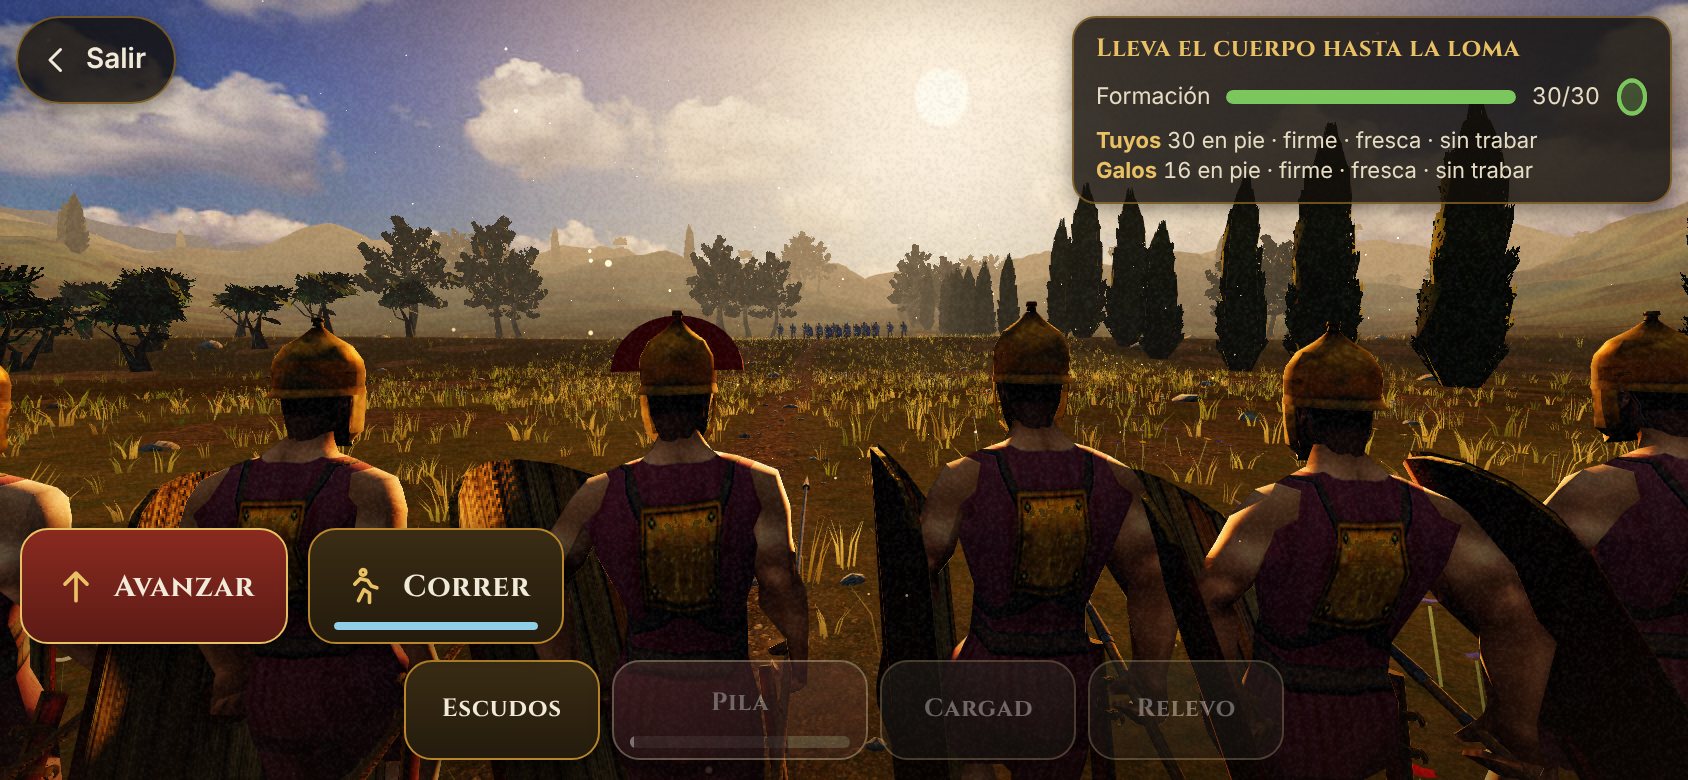 Salir
Lleva el cuerpo hasta la loma
Formación 30/30
Tuyos 30 en pie · firme · fresca · sin trabar
Galos 16 en pie · firme · fresca · sin trabar
Avanzar
Correr
Escudos
Pila
Cargad
Relevo